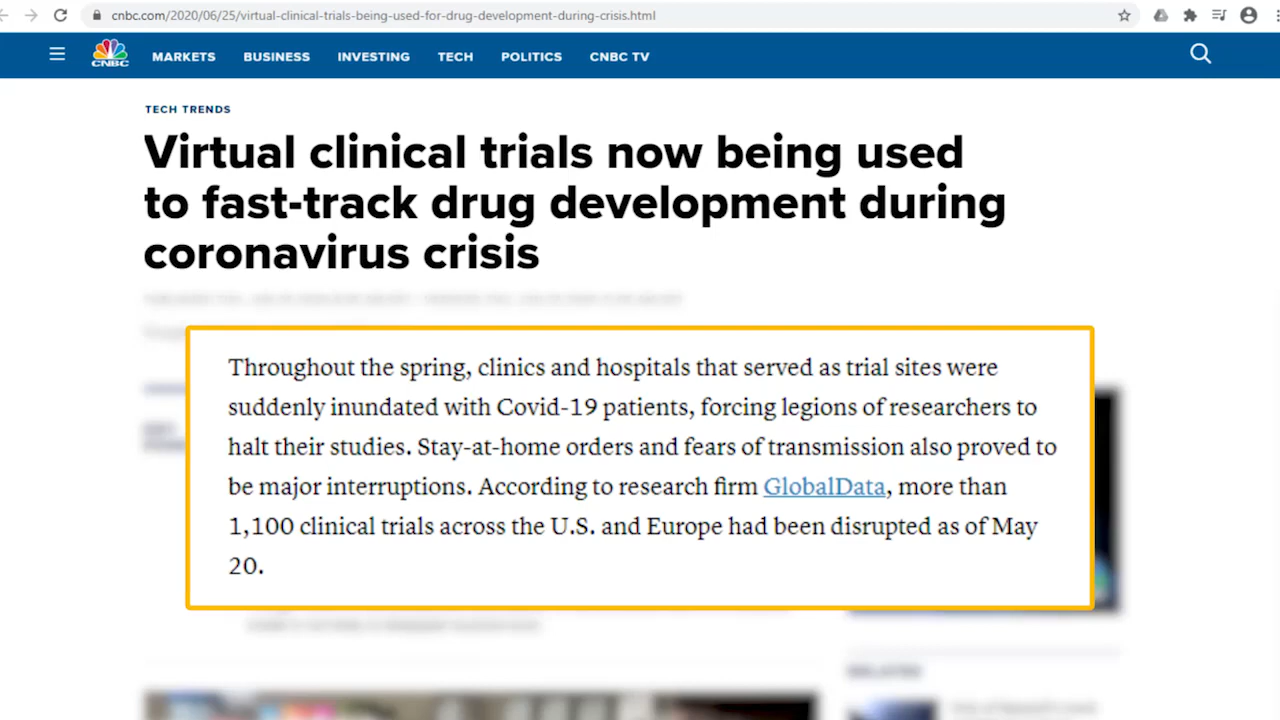 cnbc.com/2020/06/25/virtual-clinical-trials-being-used-for-drug-development-during-crisis.html
CNBC MARKETS BUSINESS INVESTING TECH POLITICS CNBC TV
TECH TRENDS
Virtual clinical trials now being used
to fast-track drug development during
coronavirus crisis
Throughout the spring, clinics and hospitals that served as trial sites were
suddenly inundated with Covid-19 patients, forcing legions of researchers to
halt their studies. Stay-at-home orders and fears of transmission also proved to
be major interruptions. According to research firm GlobalData, more than
1,100 clinical trials across the U.S. and Europe had been disrupted as of May
20.
RELATED